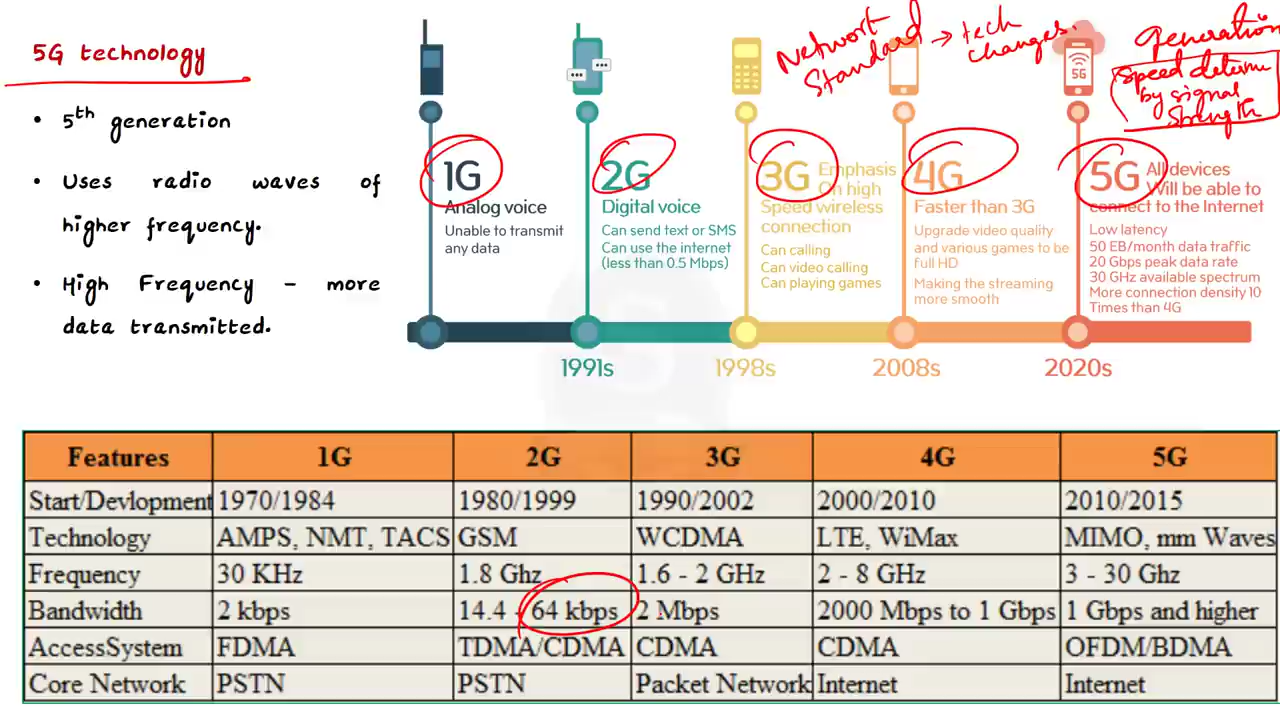 5G technology
• 5th generation
• Uses radio waves of
higher frequency.
• High Frequency – more
data transmitted.
Network
Standard → tech
changes.
generation
Speed determ
by signal
Strength
5G
1G
Analog voice
Unable to transmit
any data
2G
Digital voice
Can send text or SMS
Can use the internet
(less than 0.5 Mbps)
3G Emphasis
On high
Speed wireless
connection
Can calling
Can video calling
Can playing games
4G
Faster than 3G
Upgrade video quality
and various games to be
full HD
Making the streaming
more smooth
5G All devices
Will be able to
connect to the Internet
Low latency
50 EB/month data traffic
20 Gbps peak data rate
30 GHz available spectrum
More connection density 10
Times than 4G
1991s 1998s 2008s 2020s
Features 1G 2G 3G 4G 5G
Start/Devlopment 1970/1984 1980/1999 1990/2002 2000/2010 2010/2015
Technology AMPS, NMT, TACS GSM WCDMA LTE, WiMax MIMO, mm Waves
Frequency 30 KHz 1.8 Ghz 1.6 - 2 GHz 2 - 8 GHz 3 - 30 Ghz
Bandwidth 2 kbps 14.4 - 64 kbps 2 Mbps 2000 Mbps to 1 Gbps 1 Gbps and higher
AccessSystem FDMA TDMA/CDMA CDMA CDMA OFDM/BDMA
Core Network PSTN PSTN Packet Network Internet Internet